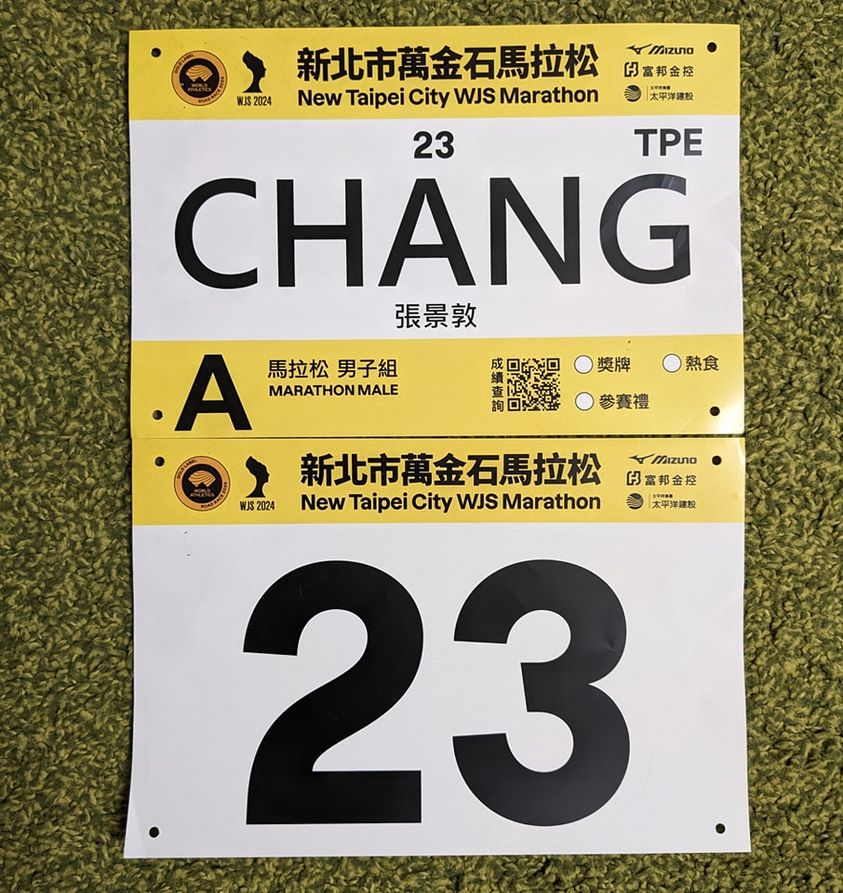 GOLD LABEL
WORLD
ATHLETICS
ROAD RACE 2024
WJS 2024
新北市萬金石馬拉松
New Taipei City WJS Marathon
MIZUNO
富邦金控
太平洋建設
23
TPE
CHANG
張景敦
A
馬拉松 男子組
MARATHON MALE
成績查詢
獎牌
熱食
參賽禮
GOLD LABEL
WORLD
ATHLETICS
ROAD RACE 2024
WJS 2024
新北市萬金石馬拉松
New Taipei City WJS Marathon
MIZUNO
富邦金控
太平洋建設
23